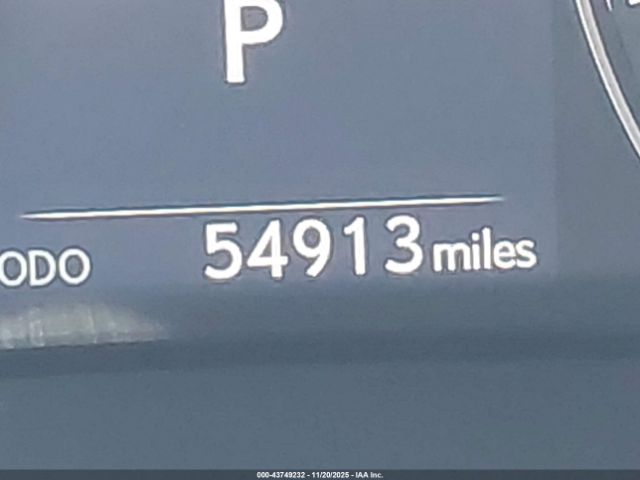 P
ODO 54913 miles
000-43749232 - 11/20/2025 - IAA Inc.